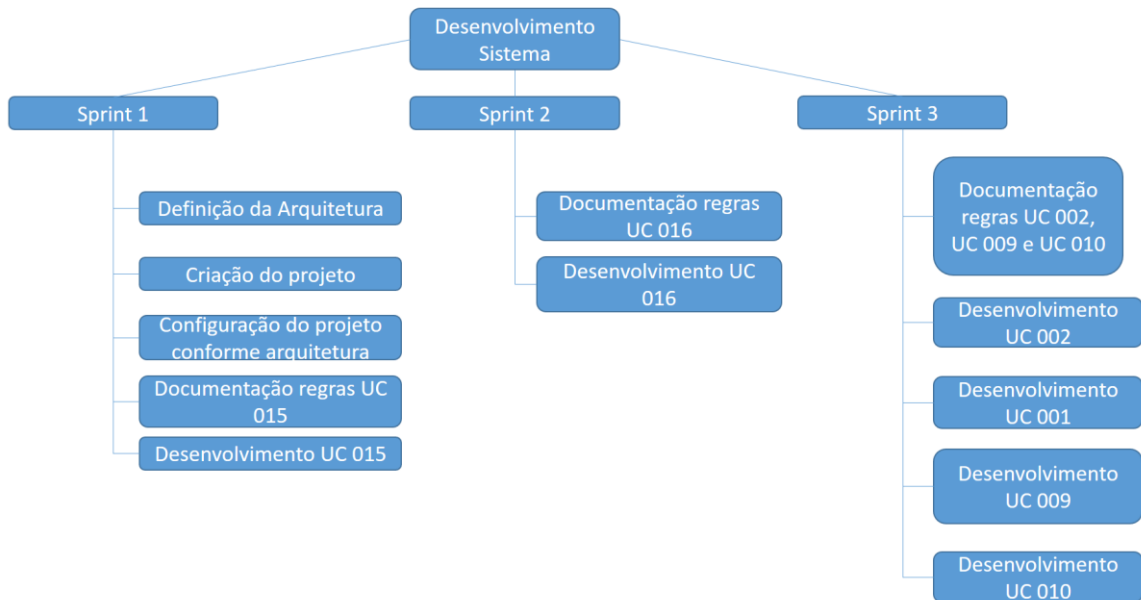 Desenvolvimento
Sistema
Sprint 1
Sprint 2
Sprint 3
Definição da Arquitetura
Criação do projeto
Configuração do projeto
conforme arquitetura
Documentação regras UC
015
Desenvolvimento UC 015
Documentação regras
UC 016
Desenvolvimento UC
016
Documentação
regras UC 002,
UC 009 e UC 010
Desenvolvimento
UC 002
Desenvolvimento
UC 001
Desenvolvimento
UC 009
Desenvolvimento
UC 010